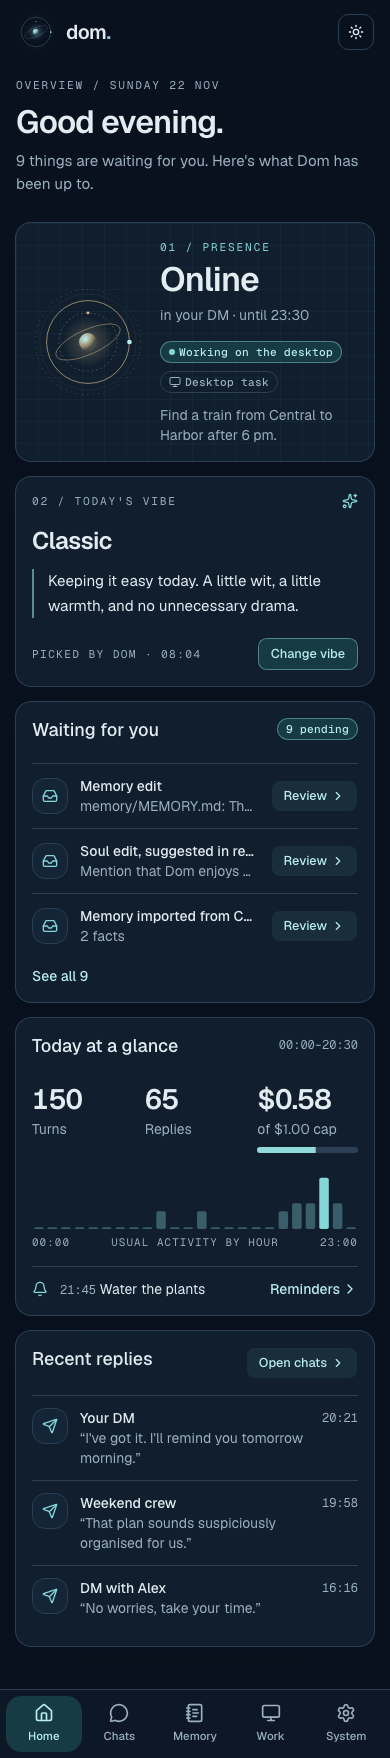 dom.
OVERVIEW / SUNDAY 22 NOV
Good evening.
9 things are waiting for you. Here's what Dom has
been up to.
01 / PRESENCE
Online
in your DM · until 23:30
Working on the desktop
Desktop task
Find a train from Central to
Harbor after 6 pm.
02 / TODAY'S VIBE
Classic
Keeping it easy today. A little wit, a little
warmth, and no unnecessary drama.
PICKED BY DOM · 08:04
Change vibe
Waiting for you
9 pending
Memory edit
memory/MEMORY.md: Th…
Review
Soul edit, suggested in re…
Mention that Dom enjoys …
Review
Memory imported from C…
2 facts
Review
See all 9
Today at a glance
00:00–20:30
150
Turns
65
Replies
$0.58
of $1.00 cap
00:00
USUAL ACTIVITY BY HOUR
23:00
21:45 Water the plants
Reminders
Recent replies
Open chats
Your DM
20:21
“I've got it. I'll remind you tomorrow
morning.”
Weekend crew
19:58
“That plan sounds suspiciously
organised for us.”
DM with Alex
16:16
“No worries, take your time.”
Home
Chats
Memory
Work
System